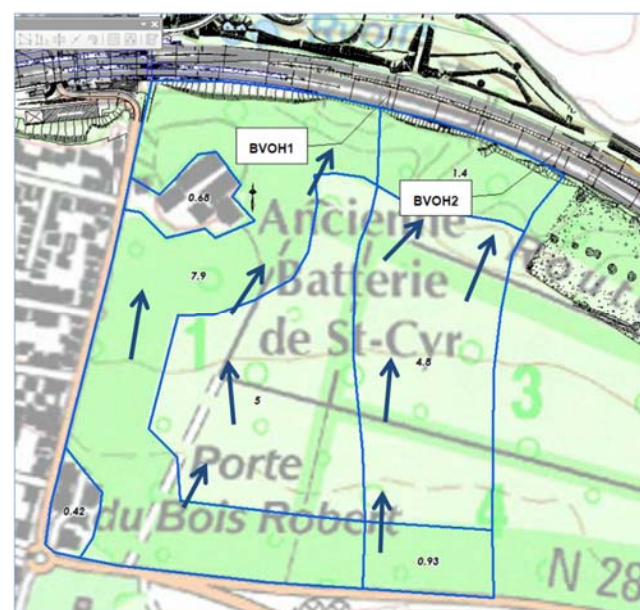 BVOH1
1.4
BVOH2
0.68
Ancienne
Batterie
de St-Cyr
7.9
1
4.8
3
5
Porte
du Bois Robert
4
0.42
0.93
N 28